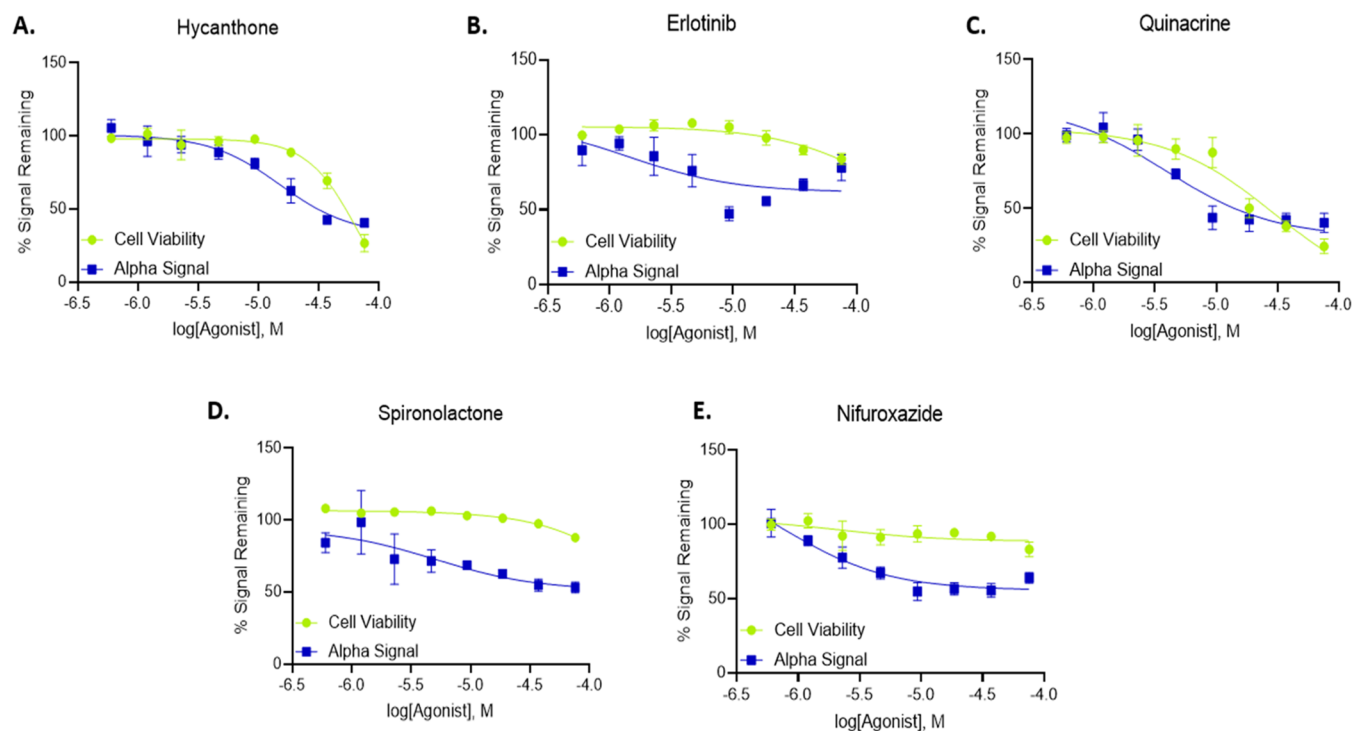 A.
Hycanthone
150
100
50
0
% Signal Remaining
Cell Viability
Alpha Signal
-6.5 -6.0 -5.5 -5.0 -4.5 -4.0
log[Agonist], M
B.
Erlotinib
150
100
50
0
% Signal Remaining
Cell Viability
Alpha Signal
-6.5 -6.0 -5.5 -5.0 -4.5 -4.0
log[Agonist], M
C.
Quinacrine
150
100
50
0
% Signal Remaining
Cell Viability
Alpha Signal
-6.5 -6.0 -5.5 -5.0 -4.5 -4.0
log[Agonist], M
D.
Spironolactone
150
100
50
0
% Signal Remaining
Cell Viability
Alpha Signal
-6.5 -6.0 -5.5 -5.0 -4.5 -4.0
log[Agonist], M
E.
Nifuroxazide
150
100
50
0
% Signal Remaining
Cell Viability
Alpha Signal
-6.5 -6.0 -5.5 -5.0 -4.5 -4.0
log[Agonist], M